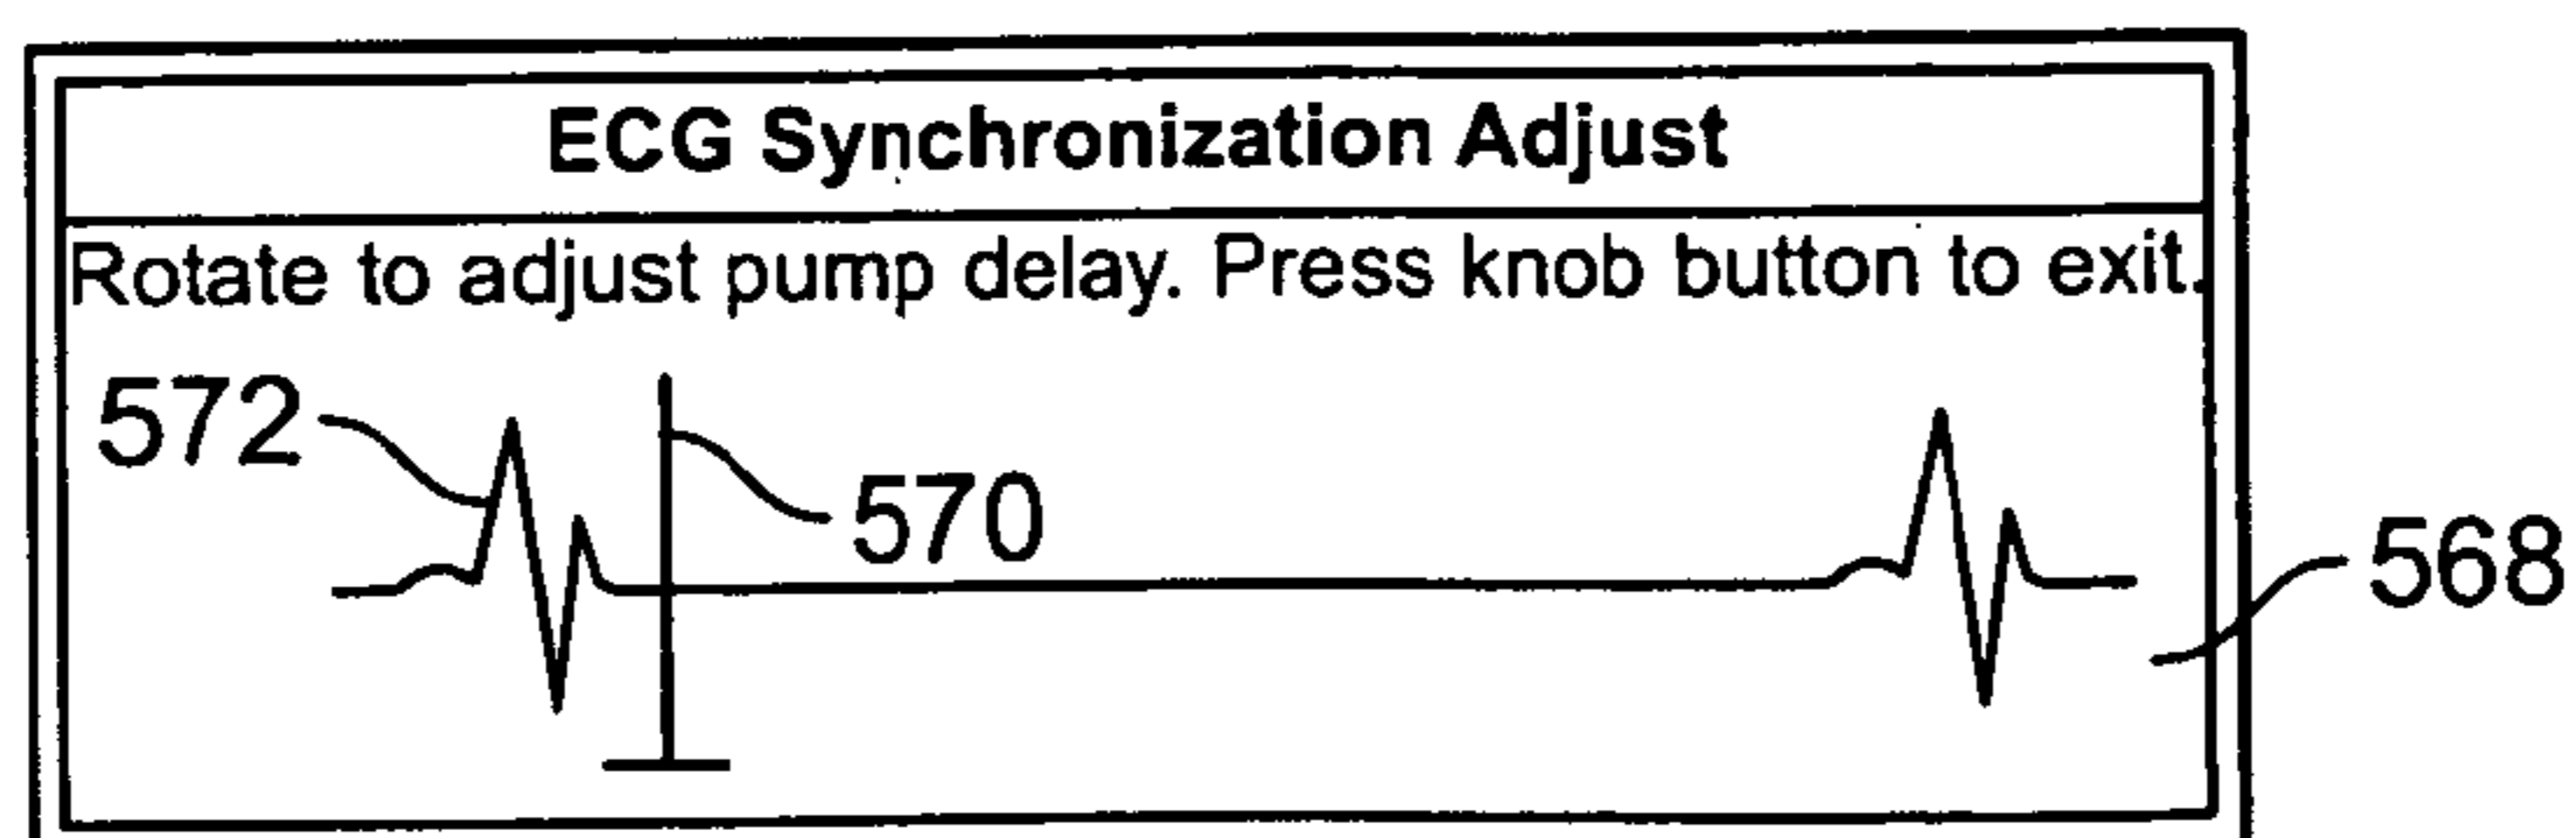 ECG Synchronization Adjust
Rotate to adjust pump delay. Press knob button to exit.
572
570
568